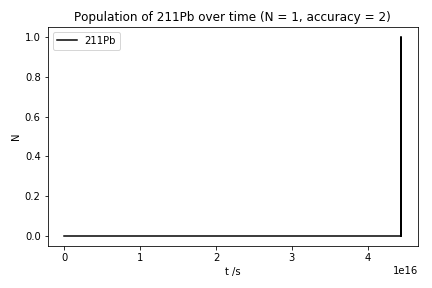 Population of 211Pb over time (N = 1, accuracy = 2)
211Pb
1.0
0.8
0.6
0.4
0.2
0.0
N
0 1 2 3 4
t /s
1e16